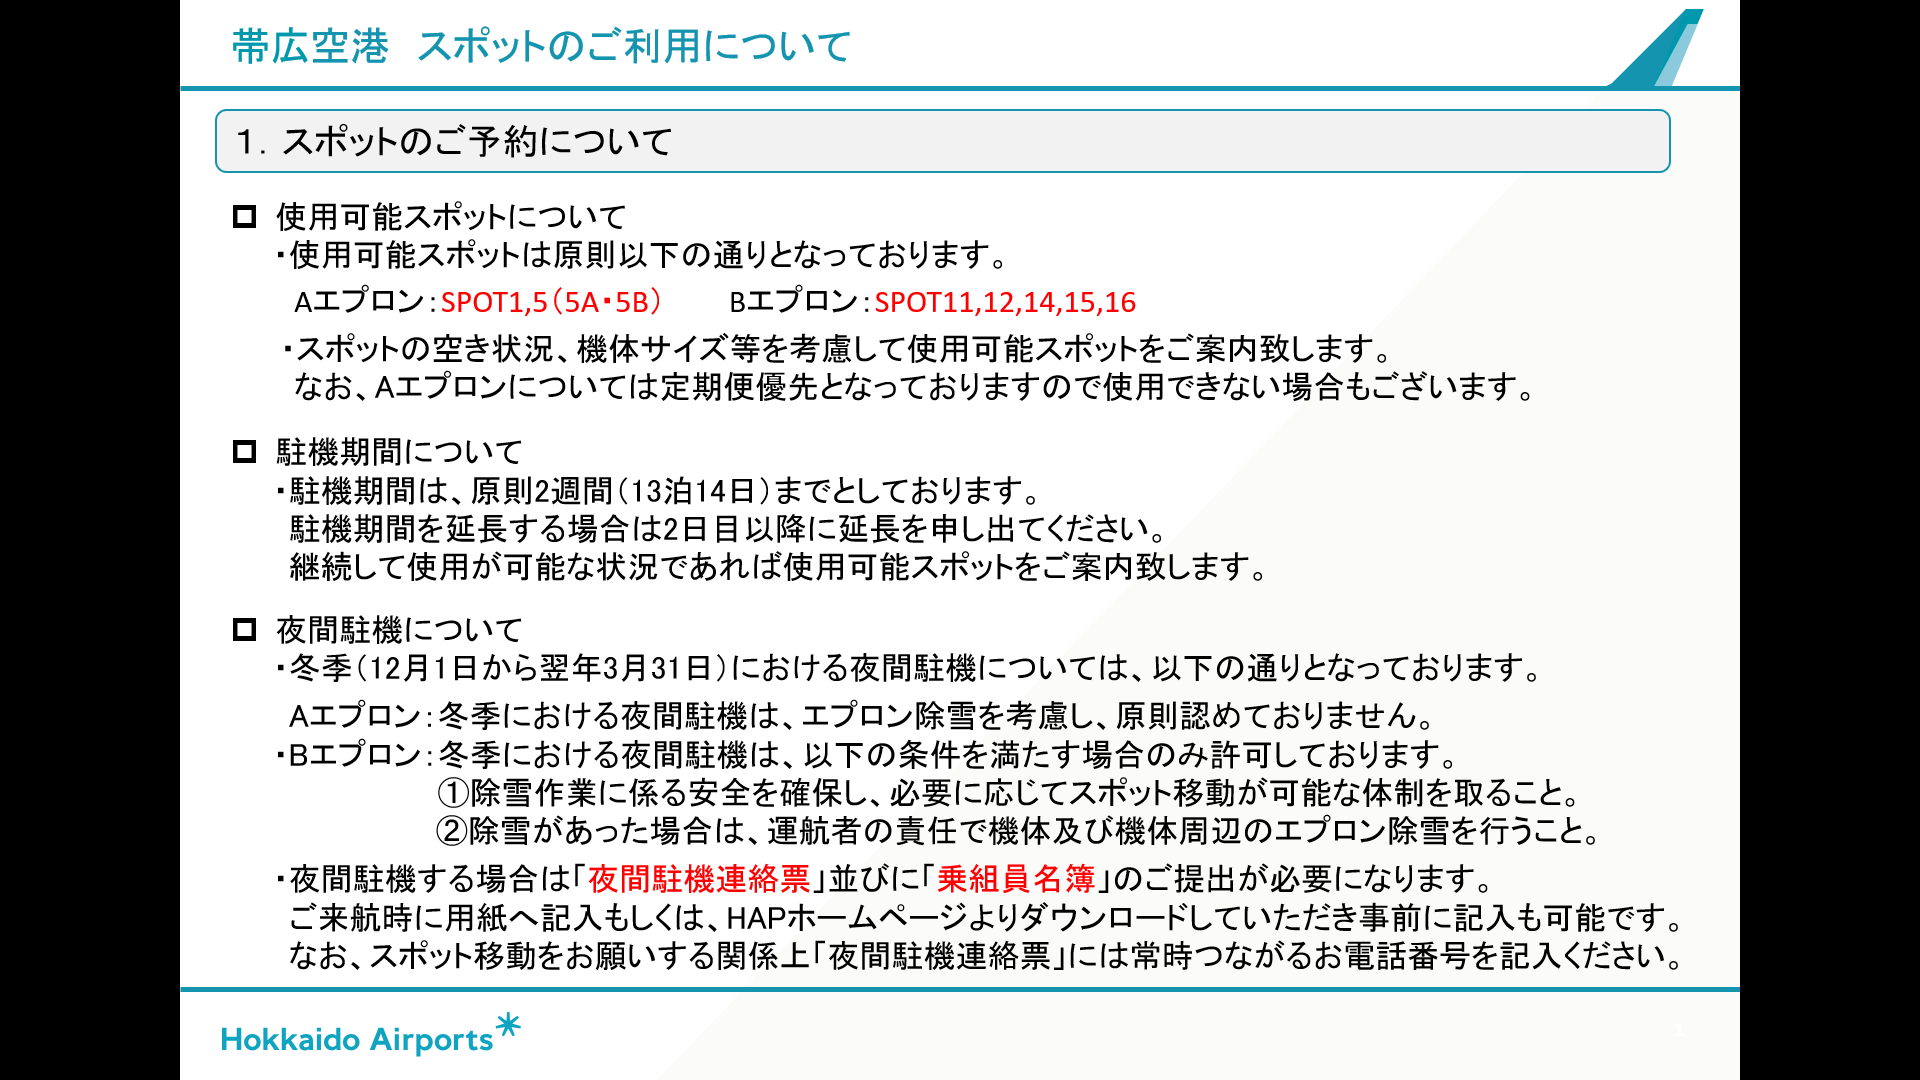 帯広空港　スポットのご利用について
１．スポットのご予約について
使用可能スポットについて
・使用可能スポットは原則以下の通りとなっております。
Aエプロン：SPOT1,5（5A・5B）　　Bエプロン：SPOT11,12,14,15,16
・スポットの空き状況、機体サイズ等を考慮して使用可能スポットをご案内致します。
なお、Aエプロンについては定期便優先となっておりますので使用できない場合もございます。
駐機期間について
・駐機期間は、原則2週間（13泊14日）までとしております。
駐機期間を延長する場合は2日目以降に延長を申し出てください。
継続して使用が可能な状況であれば使用可能スポットをご案内致します。
夜間駐機について
・冬季（12月1日から翌年3月31日）における夜間駐機については、以下の通りとなっております。
Aエプロン：冬季における夜間駐機は、エプロン除雪を考慮し、原則認めておりません。
・Bエプロン：冬季における夜間駐機は、以下の条件を満たす場合のみ許可しております。
①除雪作業に係る安全を確保し、必要に応じてスポット移動が可能な体制を取ること。
②除雪があった場合は、運航者の責任で機体及び機体周辺のエプロン除雪を行うこと。
・夜間駐機する場合は「夜間駐機連絡票」並びに「乗組員名簿」のご提出が必要になります。
ご来航時に用紙へ記入もしくは、HAPホームページよりダウンロードしていただき事前に記入も可能です。
なお、スポット移動をお願いする関係上「夜間駐機連絡票」には常時つながるお電話番号を記入ください。
Hokkaido Airports